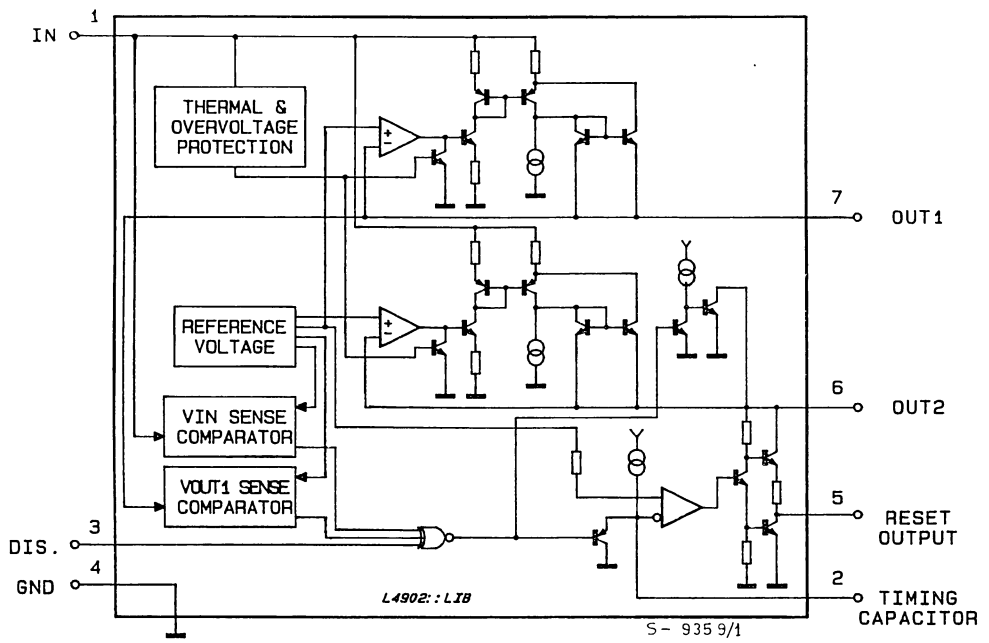 1
IN
THERMAL &
OVERVOLTAGE
PROTECTION
+
-
7
OUT1
REFERENCE
VOLTAGE
+
-
6
OUT2
VIN SENSE
COMPARATOR
VOUT1 SENSE
COMPARATOR
5
RESET
OUTPUT
3
DIS.
4
GND
2
TIMING
CAPACITOR
L4902::LIB
S- 9359/1